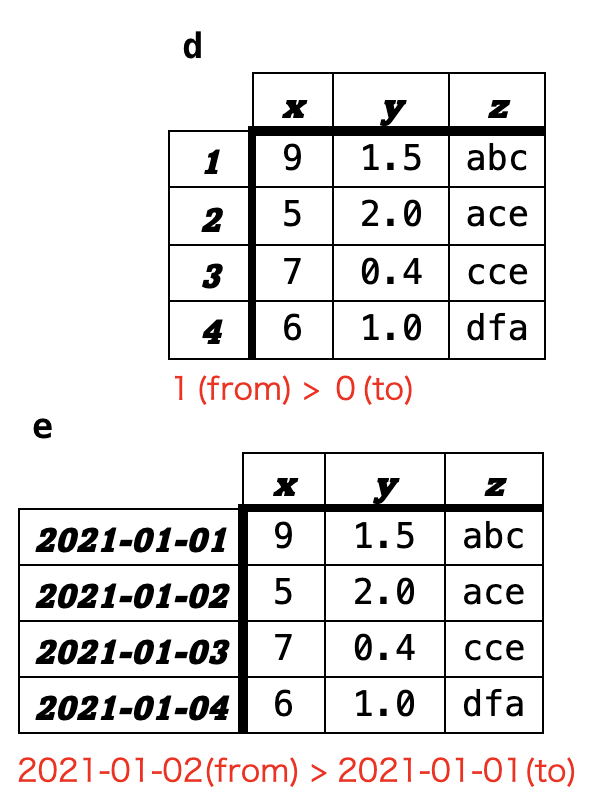 d
x y z
1 9 1.5 abc
2 5 2.0 ace
3 7 0.4 cce
4 6 1.0 dfa
1 (from) > 0 (to)
e
x y z
2021-01-01 9 1.5 abc
2021-01-02 5 2.0 ace
2021-01-03 7 0.4 cce
2021-01-04 6 1.0 dfa
2021-01-02(from) > 2021-01-01(to)